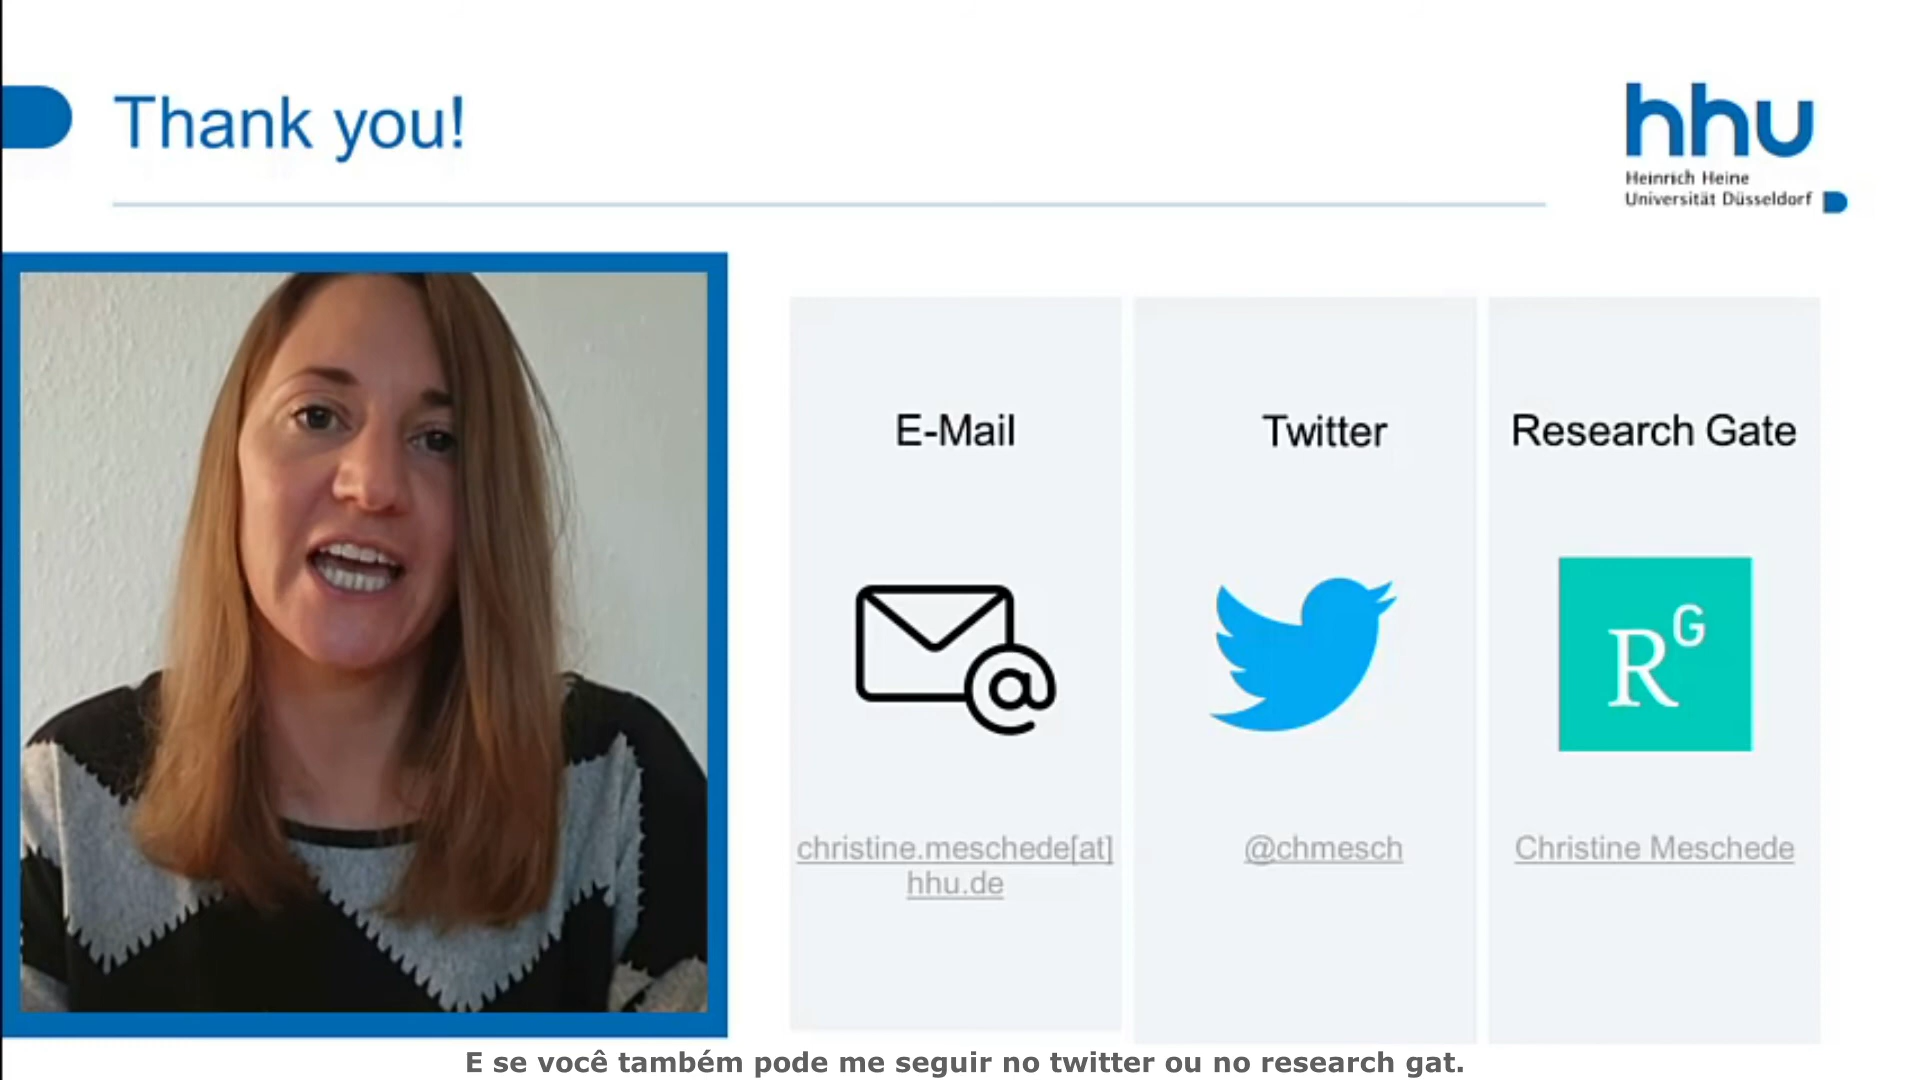 Thank you!
hhu
Heinrich Heine
Universität Düsseldorf
E-Mail
Twitter
Research Gate
@
RG
christine.meschede[at]
hhu.de
@chmesch
Christine Meschede
E se você também pode me seguir no twitter ou no research gat.